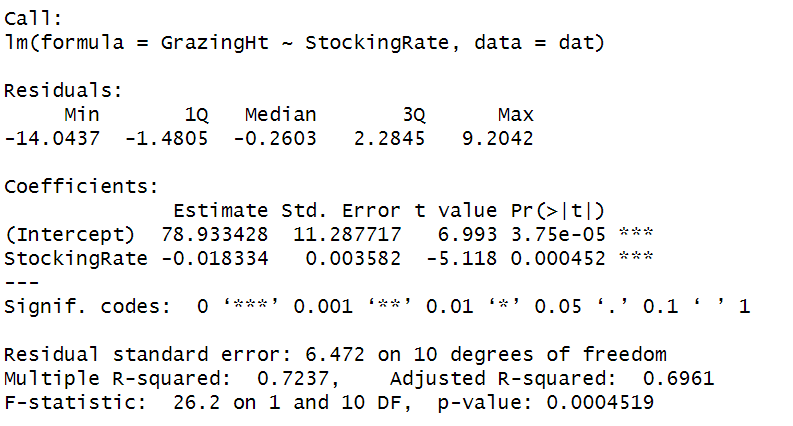 Call:
lm(formula = GrazingHt ~ StockingRate, data = dat)
Residuals:
Min 1Q Median 3Q Max
-14.0437 -1.4805 -0.2603 2.2845 9.2042
Coefficients:
Estimate Std. Error t value Pr(>|t|)
(Intercept) 78.933428 11.287717 6.993 3.75e-05 ***
StockingRate -0.018334 0.003582 -5.118 0.000452 ***
---
Signif. codes: 0 ‘***’ 0.001 ‘**’ 0.01 ‘*’ 0.05 ‘.’ 0.1 ‘ ’ 1
Residual standard error: 6.472 on 10 degrees of freedom
Multiple R-squared: 0.7237, Adjusted R-squared: 0.6961
F-statistic: 26.2 on 1 and 10 DF, p-value: 0.0004519